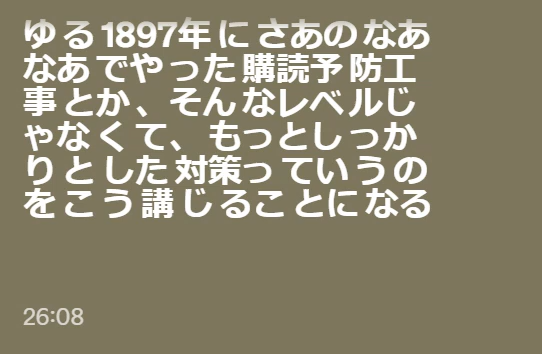 ゆる1897年にさあのなあ
なあでやった購読予防工
事とか、そんなレベルじ
ゃなくて、もっとしっか
りとした対策っていうの
をこう講じることになる
26:08